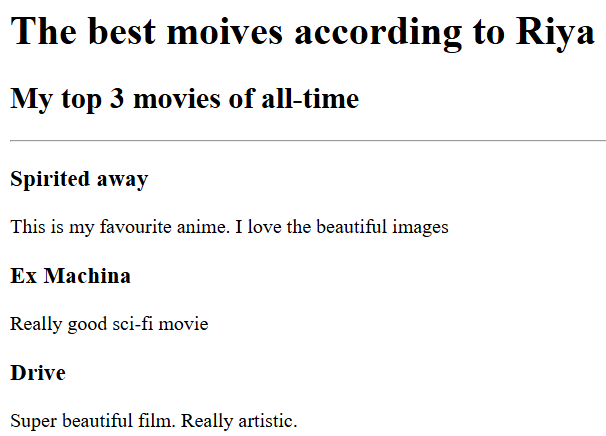 The best moives according to Riya
My top 3 movies of all-time
Spirited away
This is my favourite anime. I love the beautiful images
Ex Machina
Really good sci-fi movie
Drive
Super beautiful film. Really artistic.